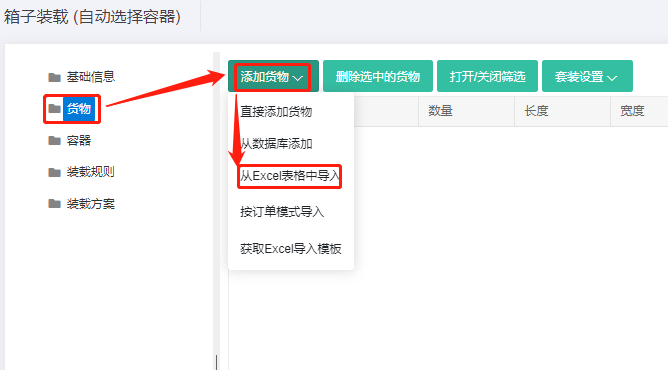 箱子装载 (自动选择容器)
基础信息
货物
容器
装载规则
装载方案
添加货物 删除选中的货物 打开/关闭筛选 套装设置
数量 长度 宽度
直接添加货物
从数据库添加
从Excel表格中导入
按订单模式导入
获取Excel导入模板